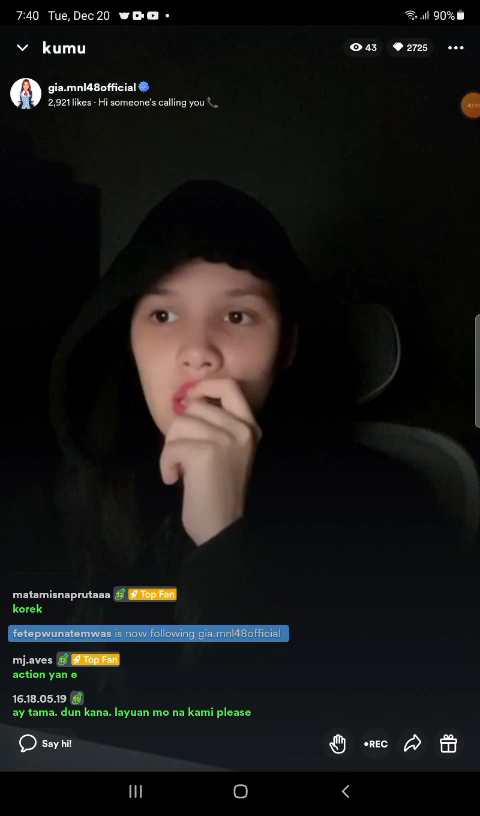 7:40 Tue, Dec 20 90%
kumu 43 2725
gia.mnl48official
2,921 likes · Hi someone's calling you
matamisnaprutaaa Top Fan
korek
fetepwunatemwas is now following gia.mnl48official
mj.aves Top Fan
action yan e
16.18.05.19
ay tama. dun kana. layuan mo na kami please
Say hi! •REC